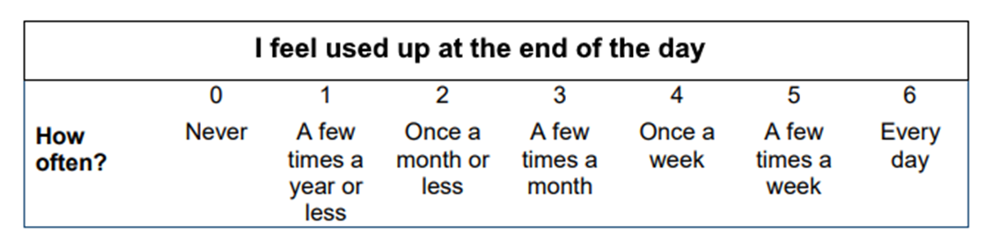 I feel used up at the end of the day
0 1 2 3 4 5 6
How often? Never A few times a year or less Once a month or less A few times a month Once a week A few times a week Every day